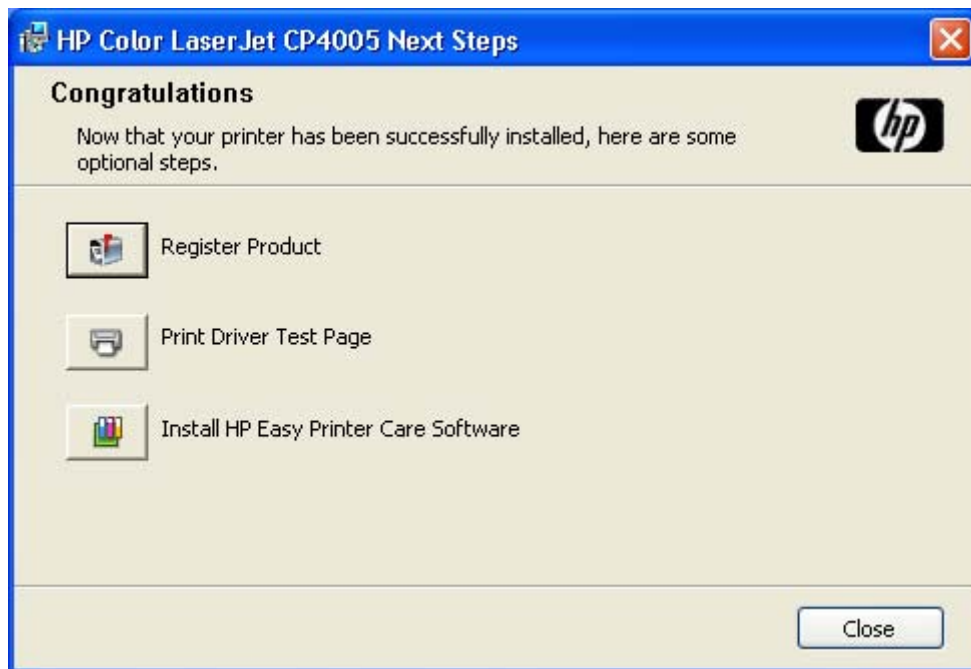 HP Color LaserJet CP4005 Next Steps
Congratulations
hp
Now that your printer has been successfully installed, here are some
optional steps.
Register Product
Print Driver Test Page
Install HP Easy Printer Care Software
Close